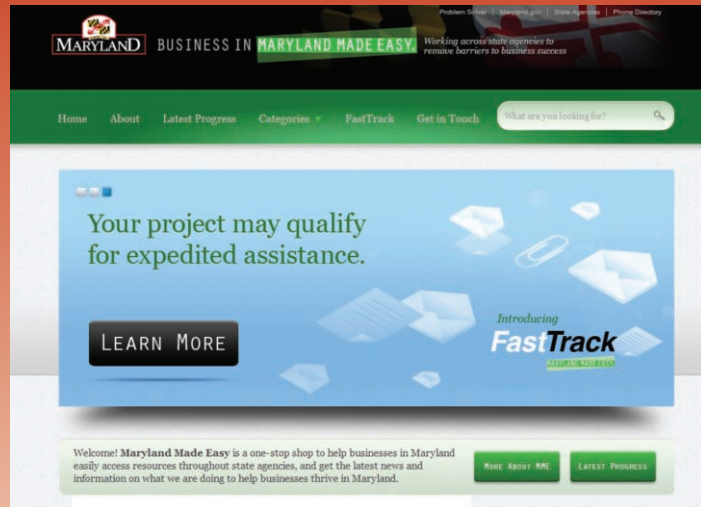 Problem Solver | Maryland.gov | State Agencies | Phone Directory
MARYLAND
BUSINESS IN MARYLAND MADE EASY.
Working across state agencies to
remove barriers to business success
Home About Latest Progress Categories FastTrack Get in Touch
What are you looking for?
Your project may qualify
for expedited assistance.
LEARN MORE
Introducing
FastTrack
MARYLAND MADE EASY
Welcome! Maryland Made Easy is a one-stop shop to help businesses in Maryland
easily access resources throughout state agencies, and get the latest news and
information on what we are doing to help businesses thrive in Maryland.
MORE ABOUT MME
LATEST PROGRESS